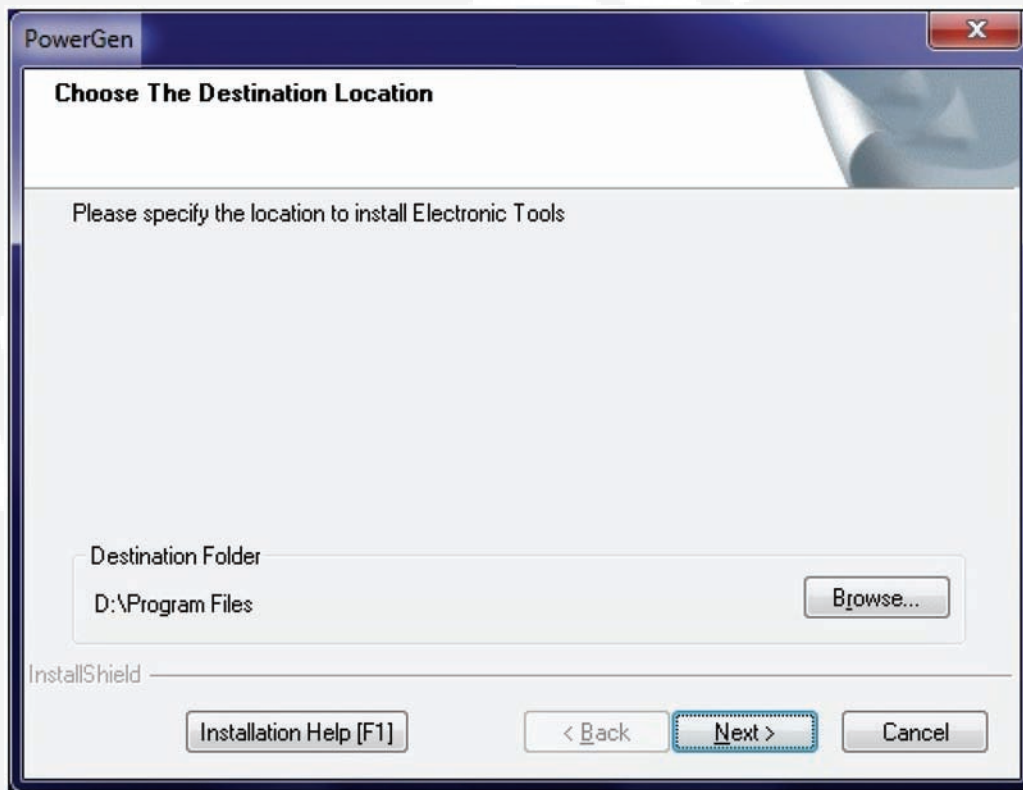 PowerGen
Choose The Destination Location
Please specify the location to install Electronic Tools
Destination Folder
D:\Program Files
Browse...
InstallShield
Installation Help [F1]
< Back
Next >
Cancel